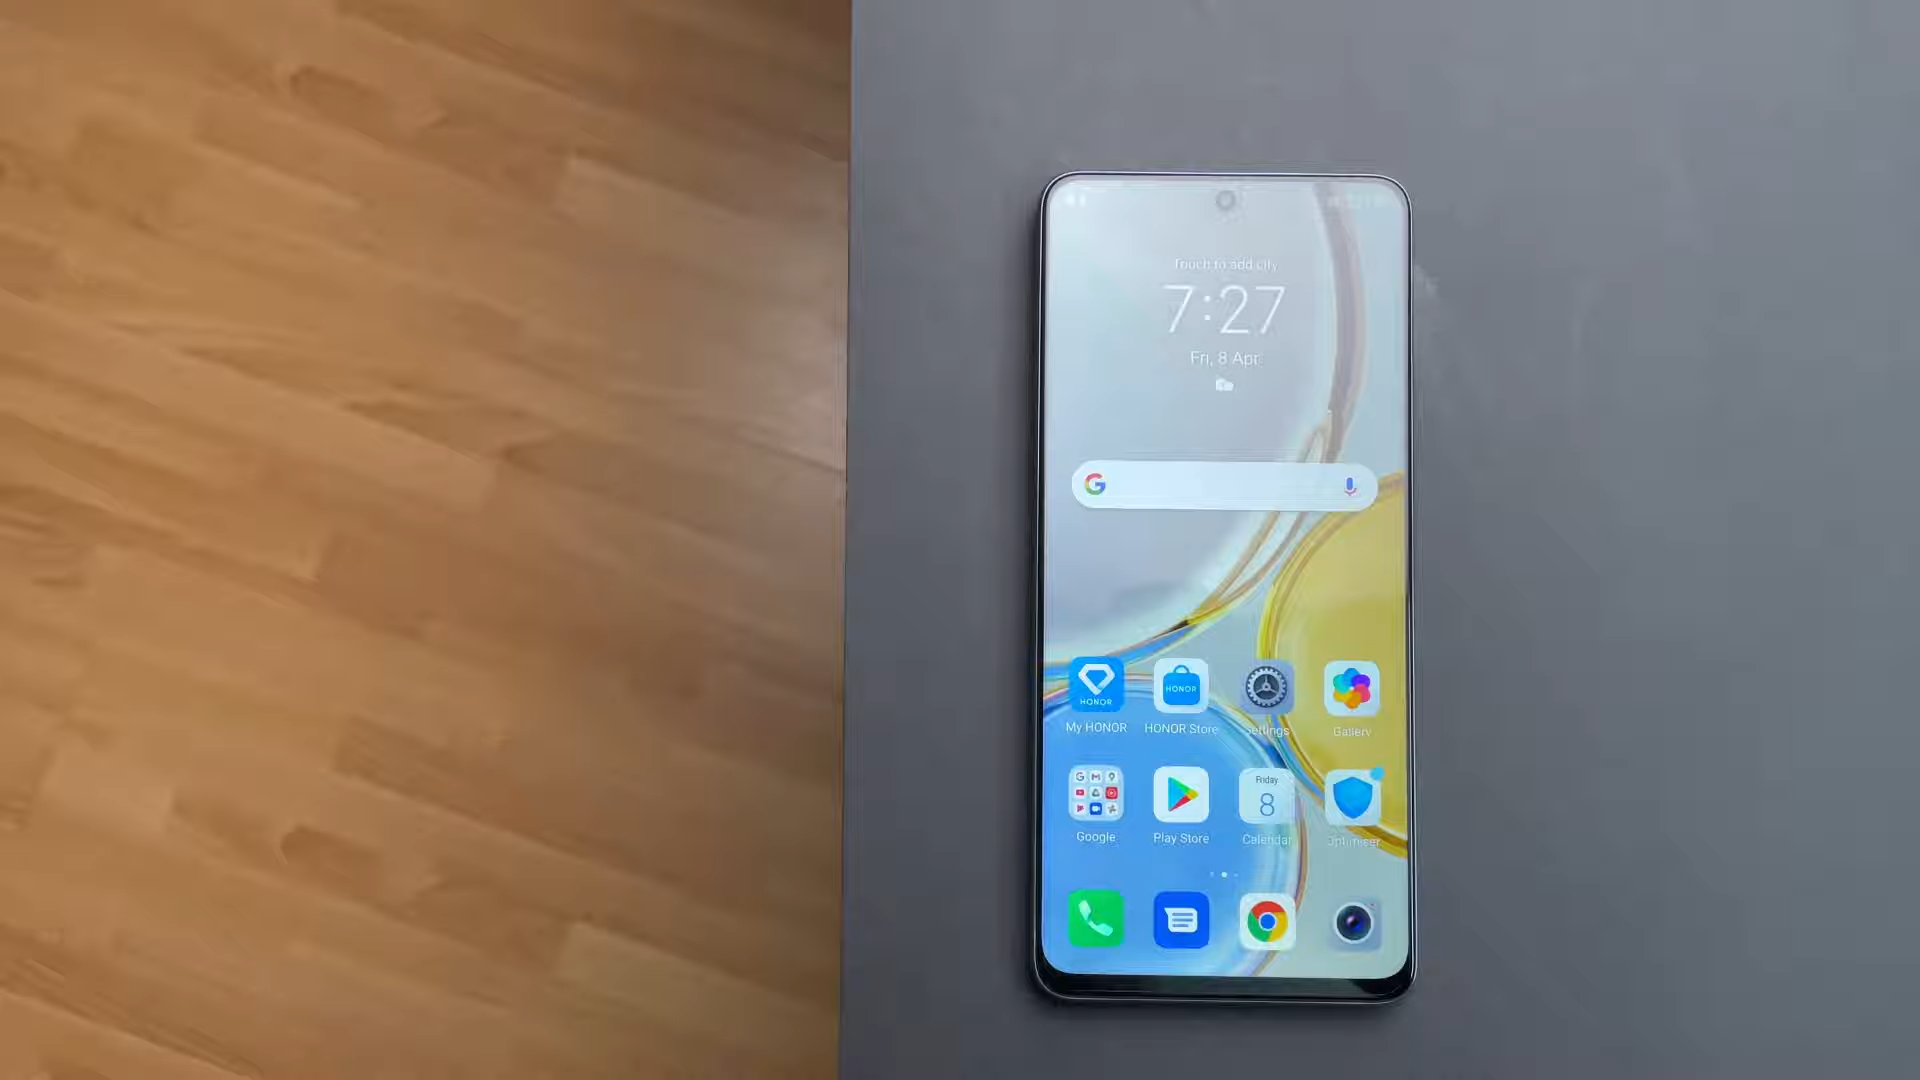 Touch to add city
7:27
Fri, 8 Apr
HONOR
HONOR
My HONOR
HONOR Store
Settings
Gallery
Friday
8
Google
Play Store
Calendar
Optimiser